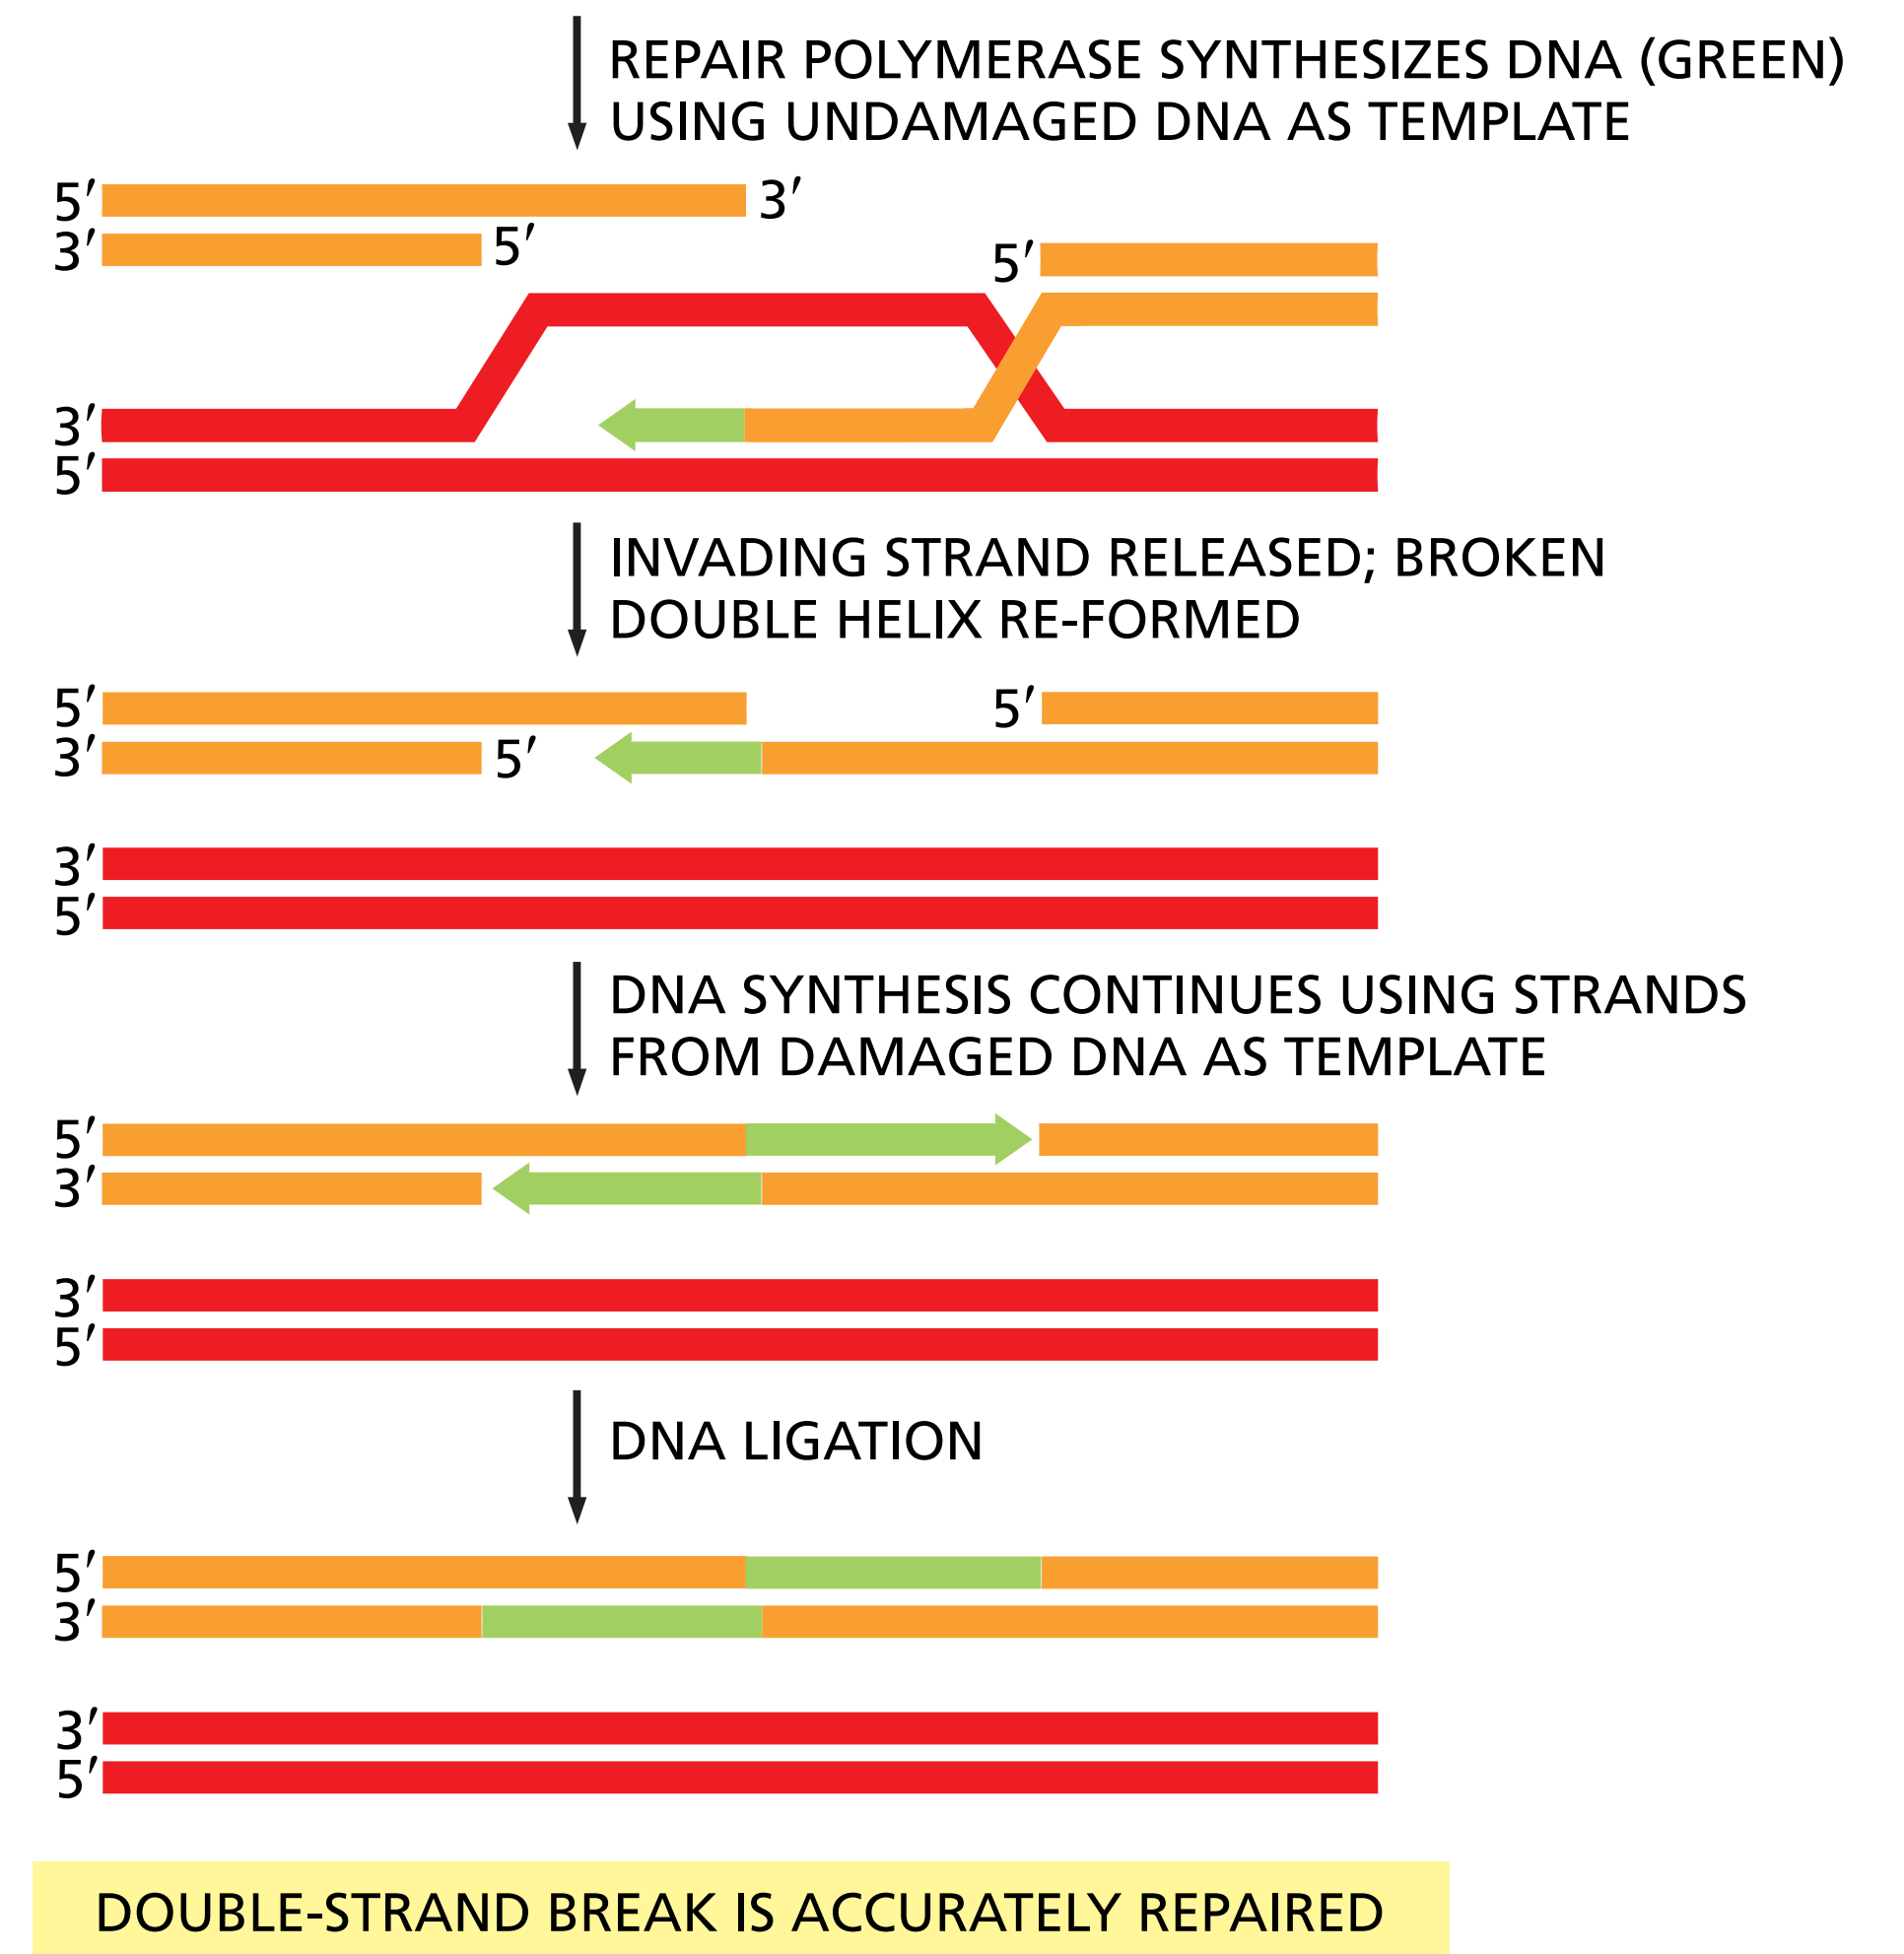 REPAIR POLYMERASE SYNTHESIZES DNA (GREEN)
USING UNDAMAGED DNA AS TEMPLATE
5′ 3′
3′ 5′
5′
3′
5′
INVADING STRAND RELEASED; BROKEN
DOUBLE HELIX RE-FORMED
5′ 5′
3′ 5′
3′
5′
DNA SYNTHESIS CONTINUES USING STRANDS
FROM DAMAGED DNA AS TEMPLATE
5′
3′
3′
5′
DNA LIGATION
5′
3′
3′
5′
DOUBLE-STRAND BREAK IS ACCURATELY REPAIRED